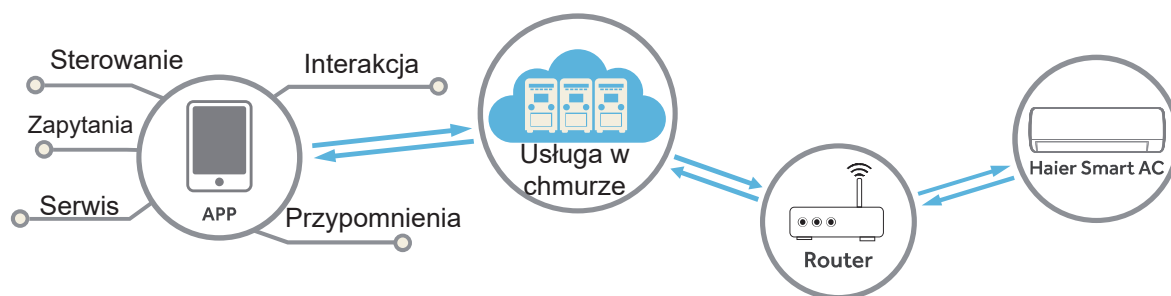 Sterowanie
Interakcja
Zapytania
Serwis
APP
Przypomnienia
Usługa w
chmurze
Router
Haier Smart AC